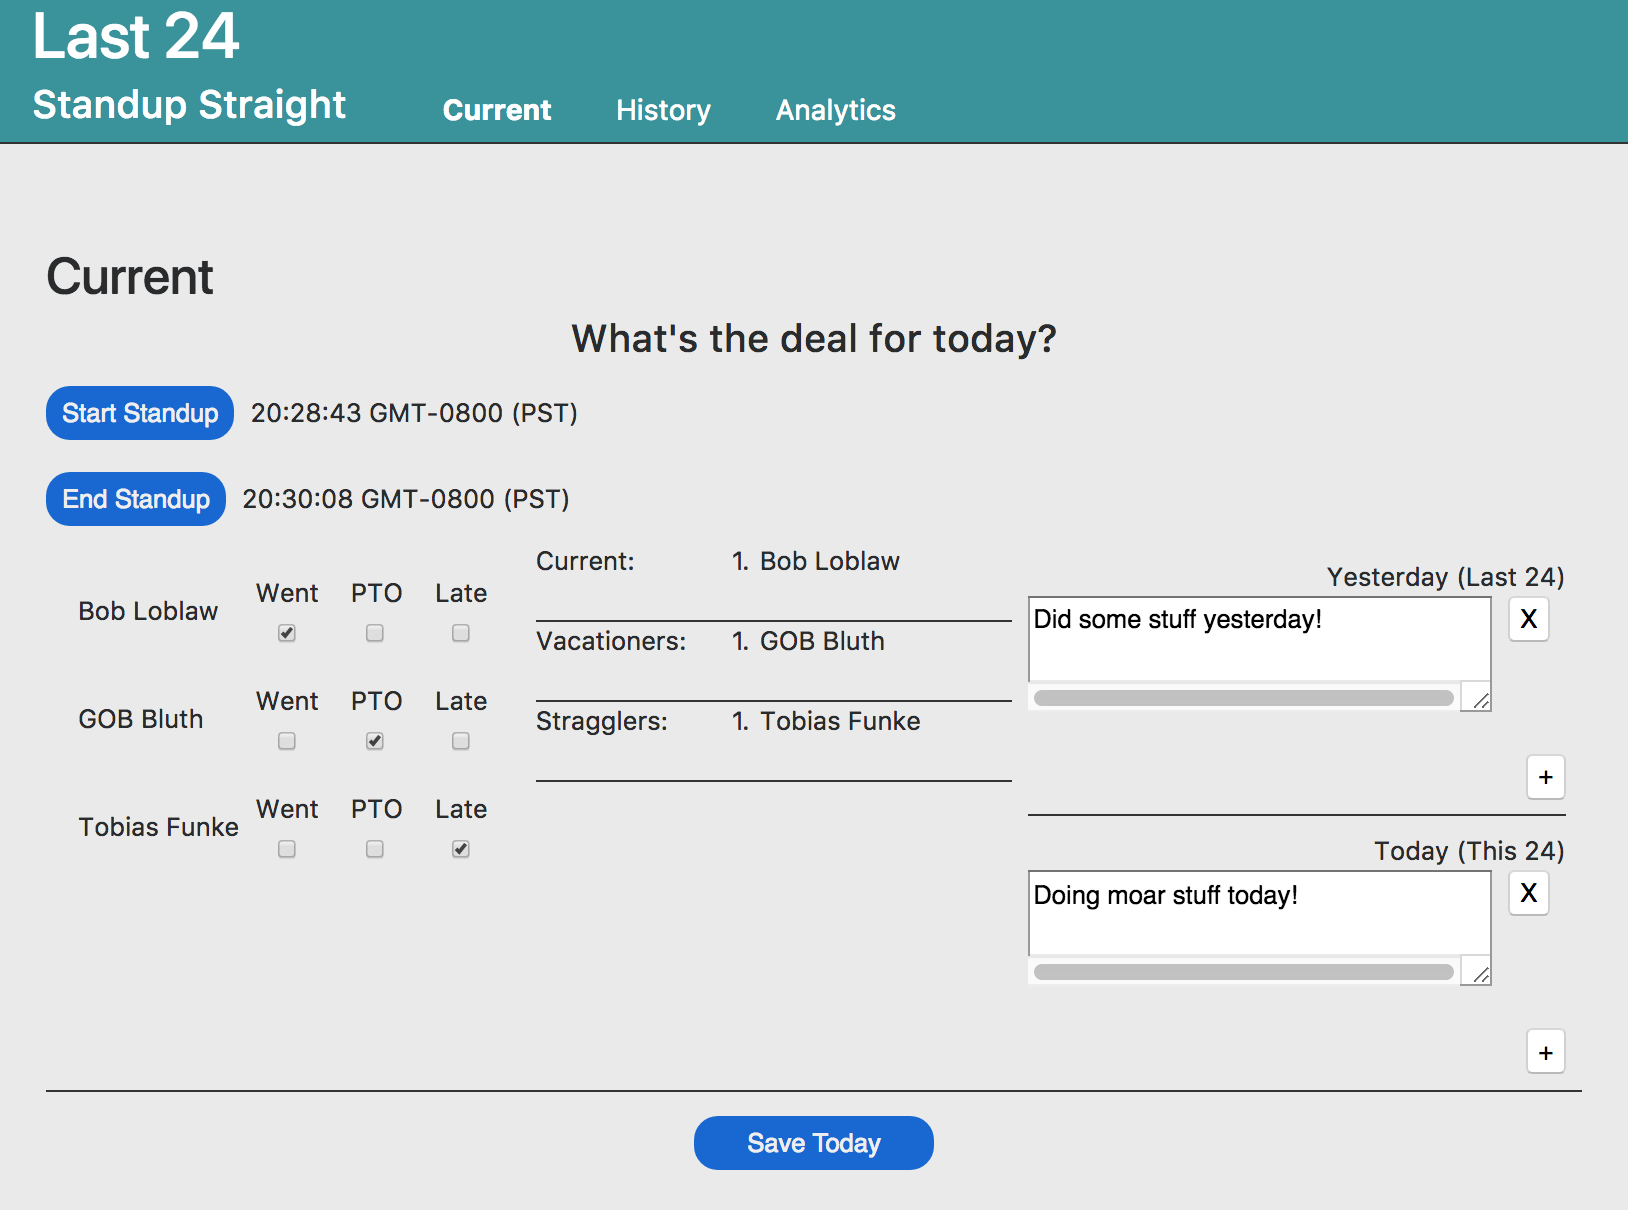 Last 24
Standup Straight
Current History Analytics
Current
What's the deal for today?
Start Standup 20:28:43 GMT-0800 (PST)
End Standup 20:30:08 GMT-0800 (PST)
Bob Loblaw
Went PTO Late
GOB Bluth
Went PTO Late
Tobias Funke
Went PTO Late
Current: 1. Bob Loblaw
Vacationers: 1. GOB Bluth
Stragglers: 1. Tobias Funke
Yesterday (Last 24)
Did some stuff yesterday! X
+
Today (This 24)
Doing moar stuff today! X
+
Save Today